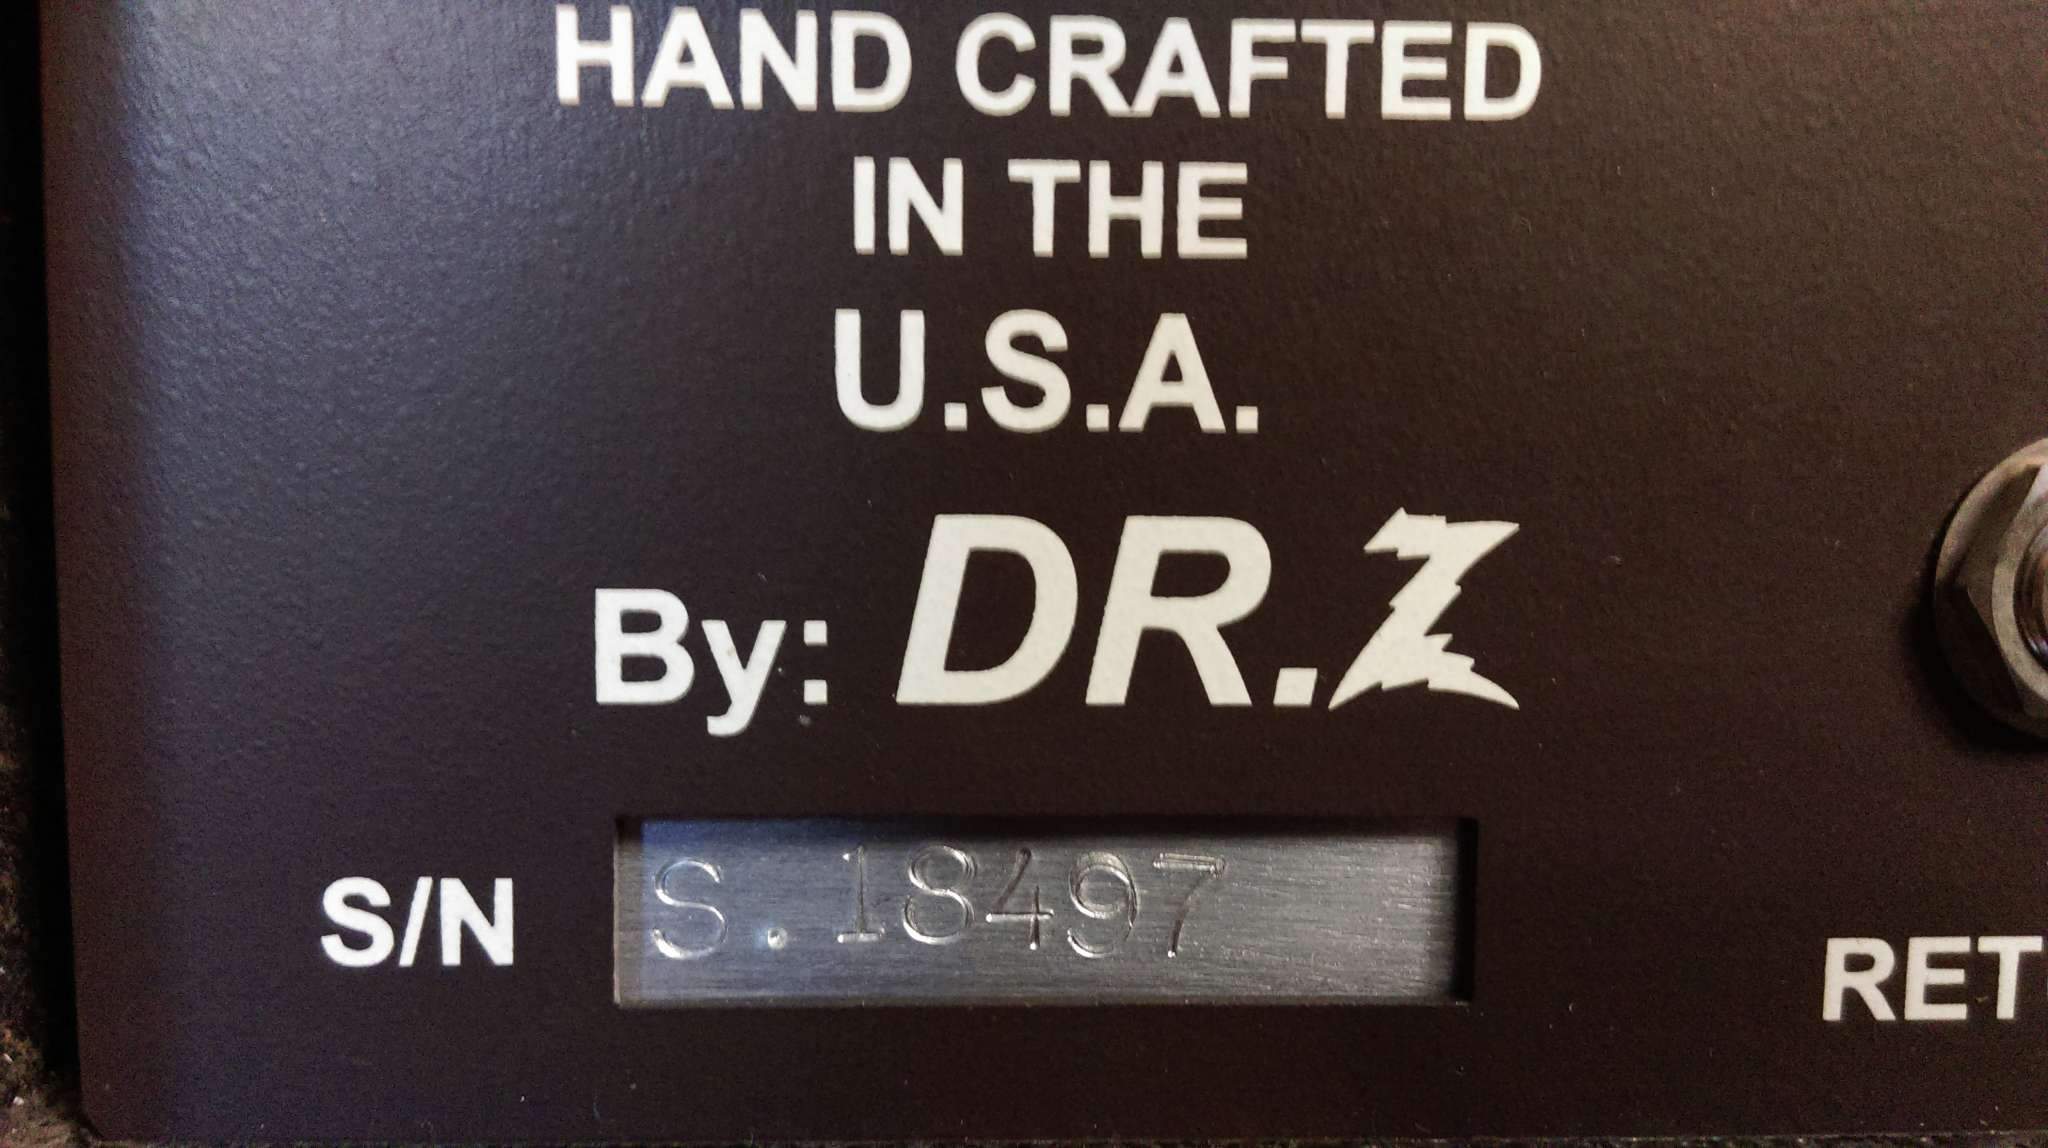 HAND CRAFTED
IN THE
U.S.A.
By: DR.Z
S/N S.18497
RET